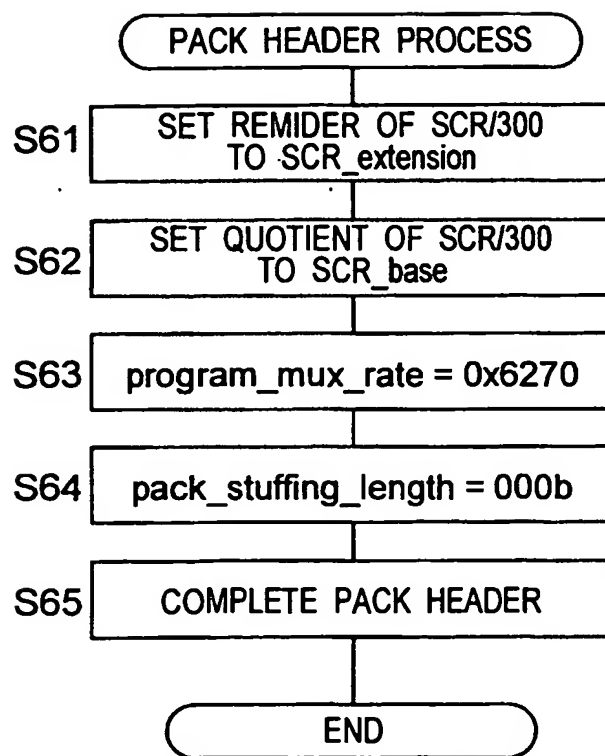 PACK HEADER PROCESS
S61
SET REMIDER OF SCR/300
TO SCR_extension
S62
SET QUOTIENT OF SCR/300
TO SCR_base
S63
program_mux_rate = 0x6270
S64
pack_stuffing_length = 000b
S65
COMPLETE PACK HEADER
END